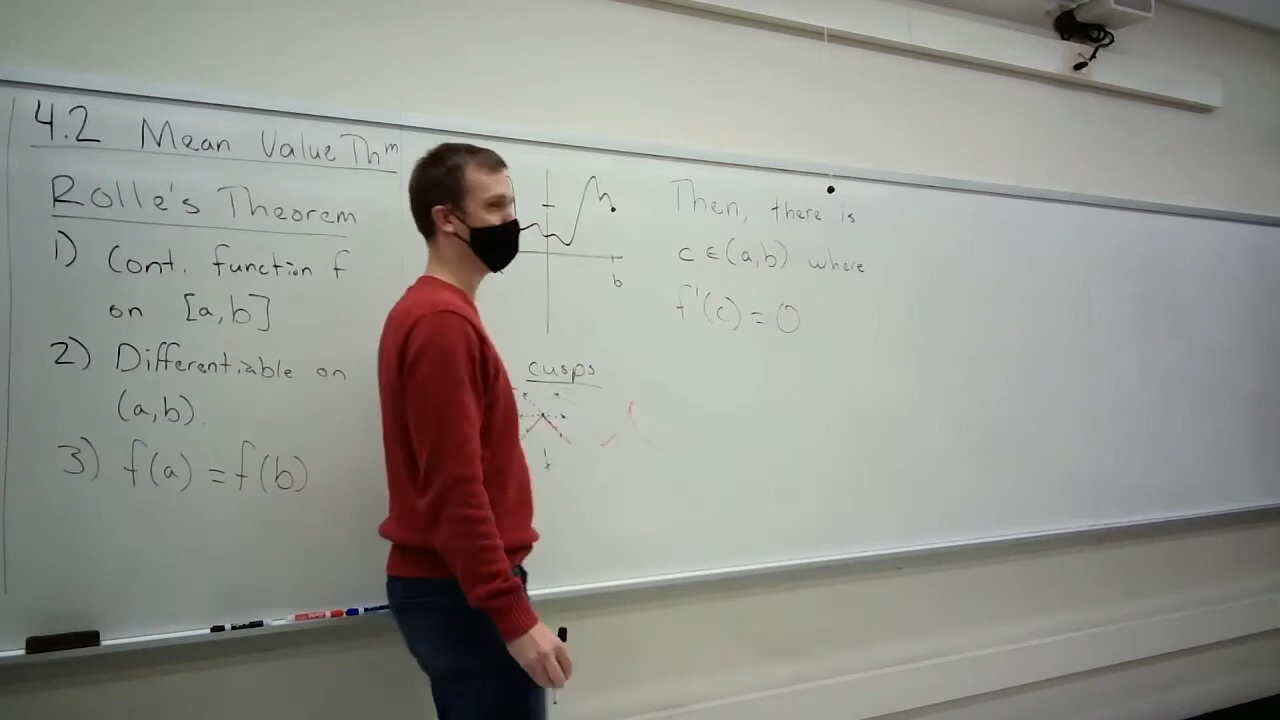 4.2 Mean Value Thm
Rolle's Theorem
1) Cont. function f
on [a,b]
2) Differentiable on
(a,b).
3) f(a) = f(b)
b
cusps
Then, there is
c ∈ (a,b) where
f'(c) = 0